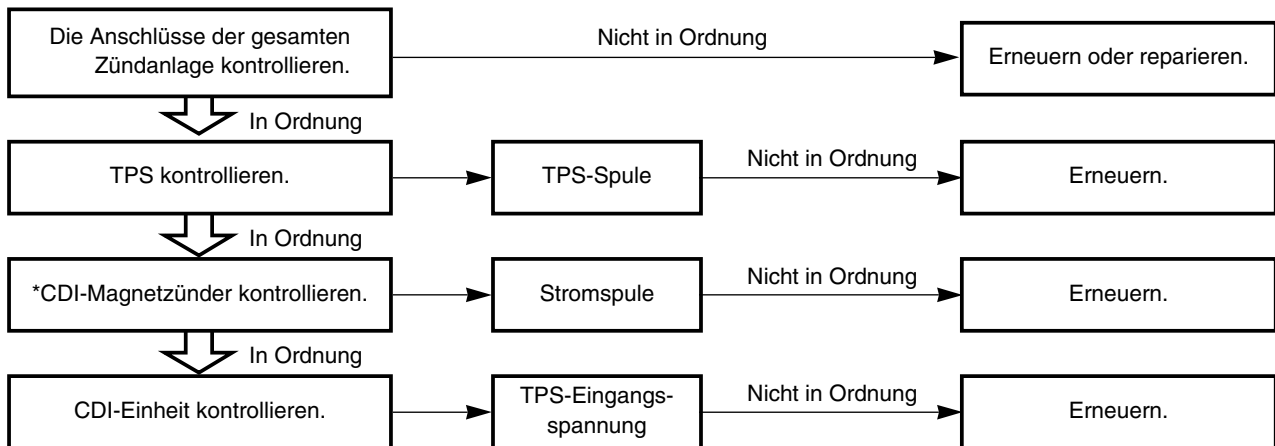 Die Anschlüsse der gesamten
Zündanlage kontrollieren.
Nicht in Ordnung
Erneuern oder reparieren.
In Ordnung
TPS kontrollieren.
TPS-Spule
Nicht in Ordnung
Erneuern.
In Ordnung
*CDI-Magnetzünder kontrollieren.
Stromspule
Nicht in Ordnung
Erneuern.
In Ordnung
CDI-Einheit kontrollieren.
TPS-Eingangs-
spannung
Nicht in Ordnung
Erneuern.